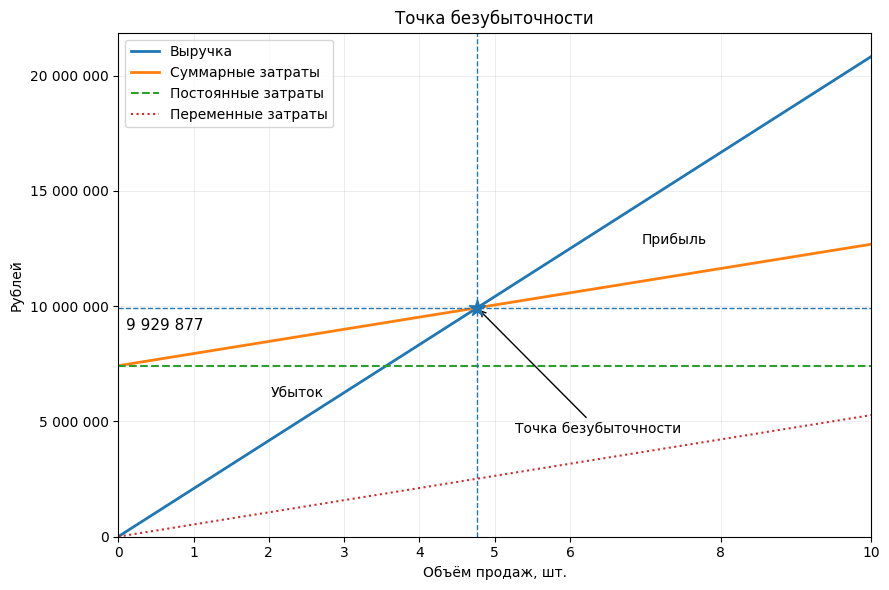 Точка безубыточности
Выручка
Суммарные затраты
Постоянные затраты
Переменные затраты
20 000 000
15 000 000
Прибыль
10 000 000
9 929 877
Убыток
5 000 000
Точка безубыточности
0
0 1 2 3 4 5 6 8 10
Объём продаж, шт.
Рублей